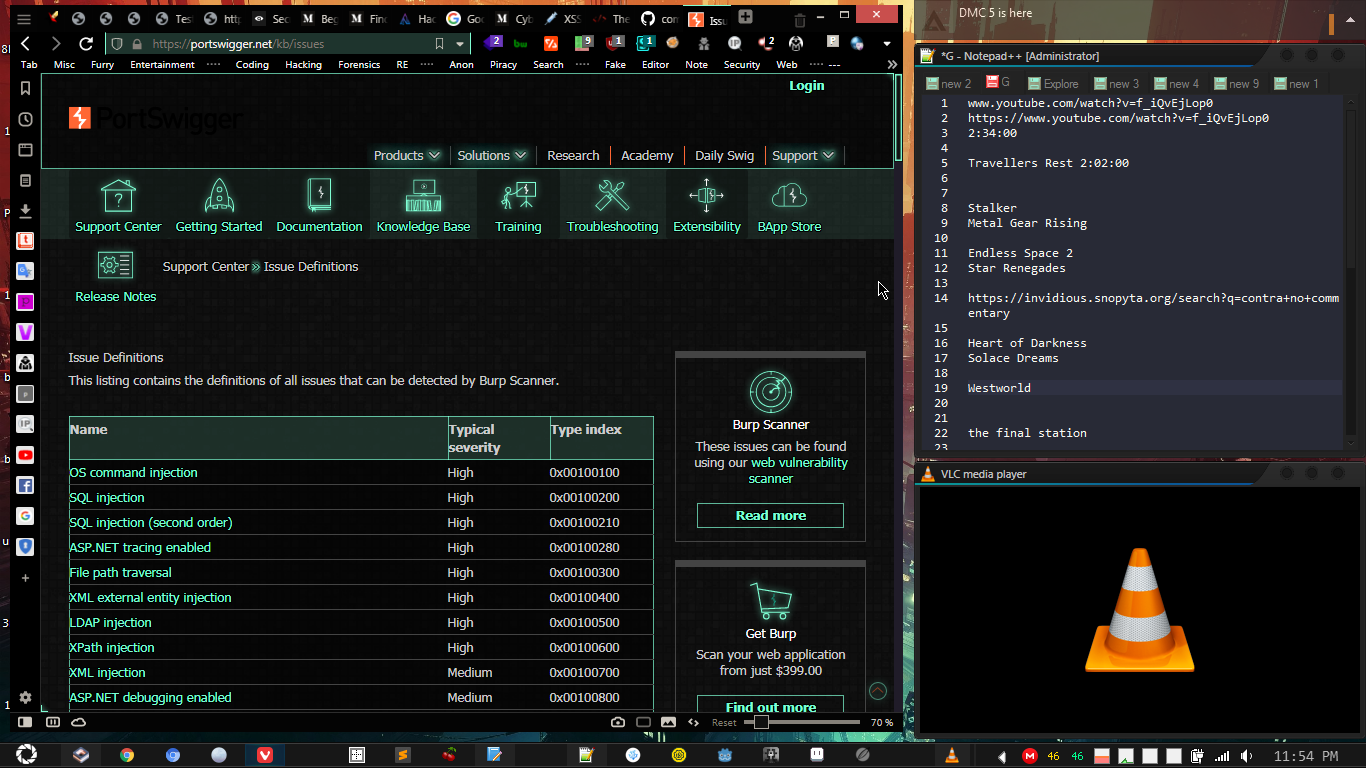 Test
htt
Sec
Beg
Fin
Hac
Goo
Cyb
XSS
The
con
Issu
https://portswigger.net/kb/issues
2
9
1
1
2
Tab Misc Furry Entertainment Coding Hacking Forensics RE Anon Piracy Search Fake Editor Note Security Web
Login
PortSwigger
Products Solutions Research Academy Daily Swig Support
Support Center Getting Started Documentation Knowledge Base Training Troubleshooting Extensibility BApp Store
Release Notes
Support Center » Issue Definitions
Issue Definitions
This listing contains the definitions of all issues that can be detected by Burp Scanner.
Name Typical severity Type index
OS command injection High 0x00100100
SQL injection High 0x00100200
SQL injection (second order) High 0x00100210
ASP.NET tracing enabled High 0x00100280
File path traversal High 0x00100300
XML external entity injection High 0x00100400
LDAP injection High 0x00100500
XPath injection High 0x00100600
XML injection Medium 0x00100700
ASP.NET debugging enabled Medium 0x00100800
Burp Scanner
These issues can be found
using our web vulnerability
scanner
Read more
Get Burp
Scan your web application
from just $399.00
Find out more
Reset 70 %
DMC 5 is here
*G - Notepad++ [Administrator]
new 2 G Explore new 3 new 4 new 9 new 1
1 www.youtube.com/watch?v=f_iQvEjLop0
2 https://www.youtube.com/watch?v=f_iQvEjLop0
3 2:34:00
4
5 Travellers Rest 2:02:00
6
7
8 Stalker
9 Metal Gear Rising
10
11 Endless Space 2
12 Star Renegades
13
14 https://invidious.snopyta.org/search?q=contra+no+comm
entary
15
16 Heart of Darkness
17 Solace Dreams
18
19 Westworld
20
21
22 the final station
23
VLC media player
46 46 11:54 PM